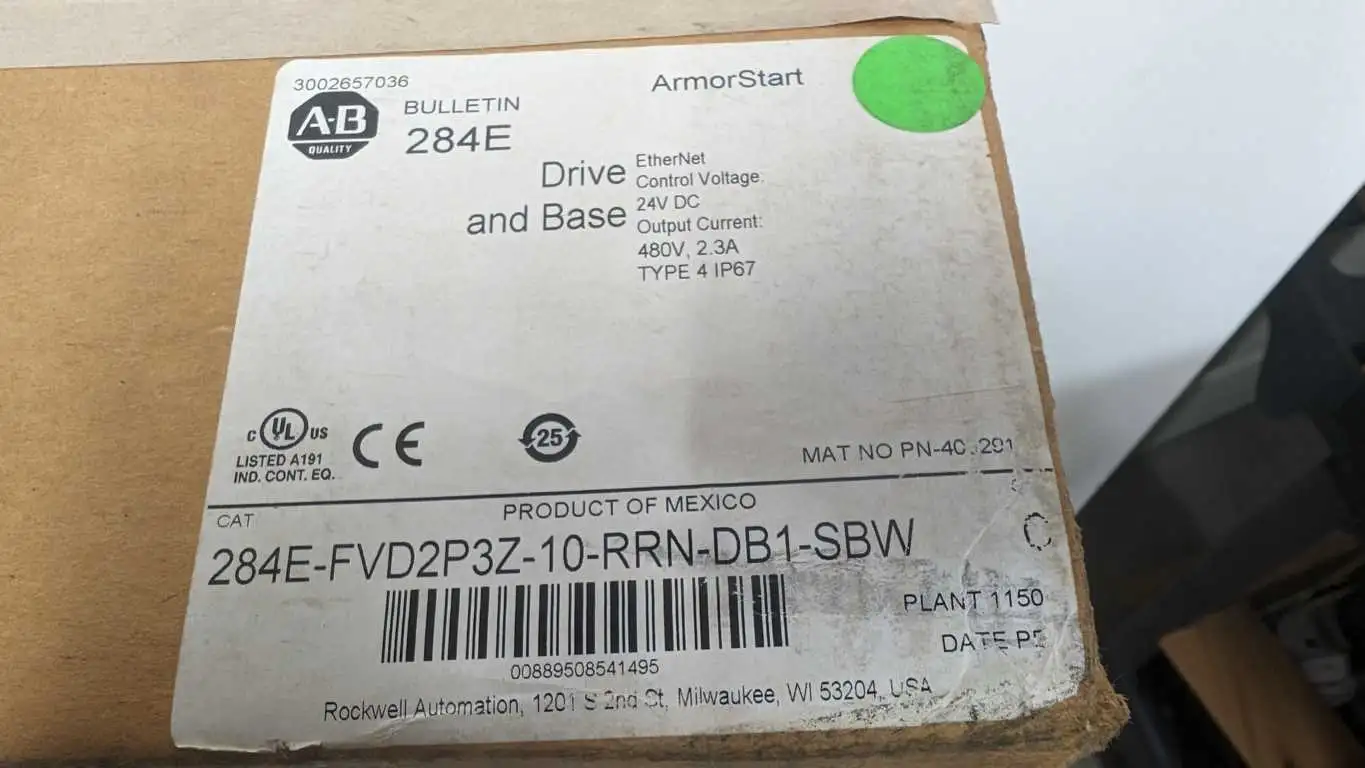 3002657036
ArmorStart
A-B
QUALITY
BULLETIN
284E
Drive
and Base
EtherNet
Control Voltage:
24V DC
Output Current:
480V, 2.3A
TYPE 4 IP67
C UL US
LISTED A191
IND. CONT. EQ.
CE
25
MAT NO
PRODUCT OF MEXICO
CAT
284E-FVD2P3Z-10-RRN-DB1-SBW
PLANT 1150
DATE
00889508541495
Rockwell Automation, 1201 S 2nd St, Milwaukee, WI 53204, USA